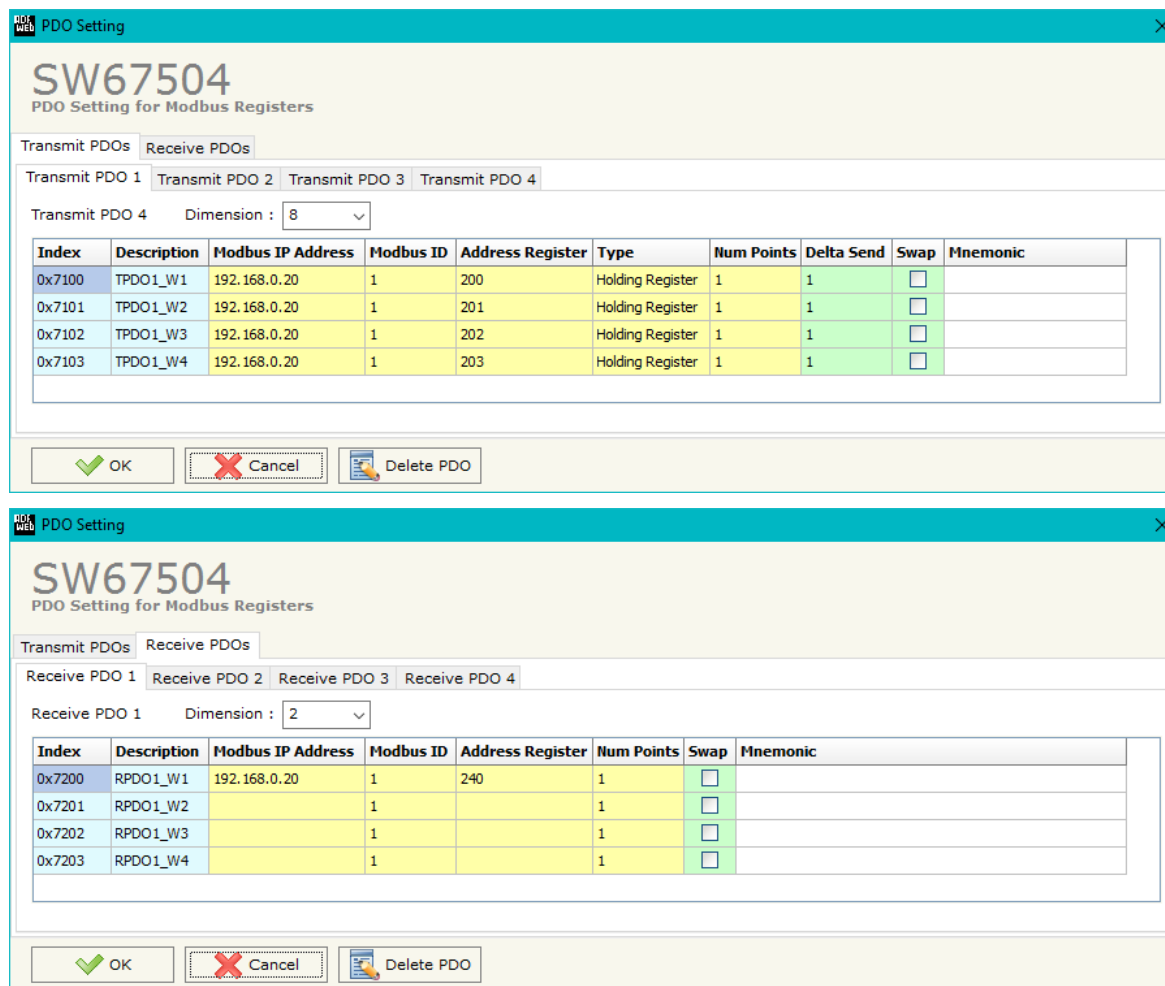 ADF WEB PDO Setting
SW67504
PDO Setting for Modbus Registers
Transmit PDOs Receive PDOs
Transmit PDO 1 Transmit PDO 2 Transmit PDO 3 Transmit PDO 4
Transmit PDO 4 Dimension : 8
Index Description Modbus IP Address Modbus ID Address Register Type Num Points Delta Send Swap Mnemonic
0x7100 TPDO1_W1 192.168.0.20 1 200 Holding Register 1 1
0x7101 TPDO1_W2 192.168.0.20 1 201 Holding Register 1 1
0x7102 TPDO1_W3 192.168.0.20 1 202 Holding Register 1 1
0x7103 TPDO1_W4 192.168.0.20 1 203 Holding Register 1 1
OK Cancel Delete PDO
ADF WEB PDO Setting
SW67504
PDO Setting for Modbus Registers
Transmit PDOs Receive PDOs
Receive PDO 1 Receive PDO 2 Receive PDO 3 Receive PDO 4
Receive PDO 1 Dimension : 2
Index Description Modbus IP Address Modbus ID Address Register Num Points Swap Mnemonic
0x7200 RPDO1_W1 192.168.0.20 1 240 1
0x7201 RPDO1_W2 1 1
0x7202 RPDO1_W3 1 1
0x7203 RPDO1_W4 1 1
OK Cancel Delete PDO